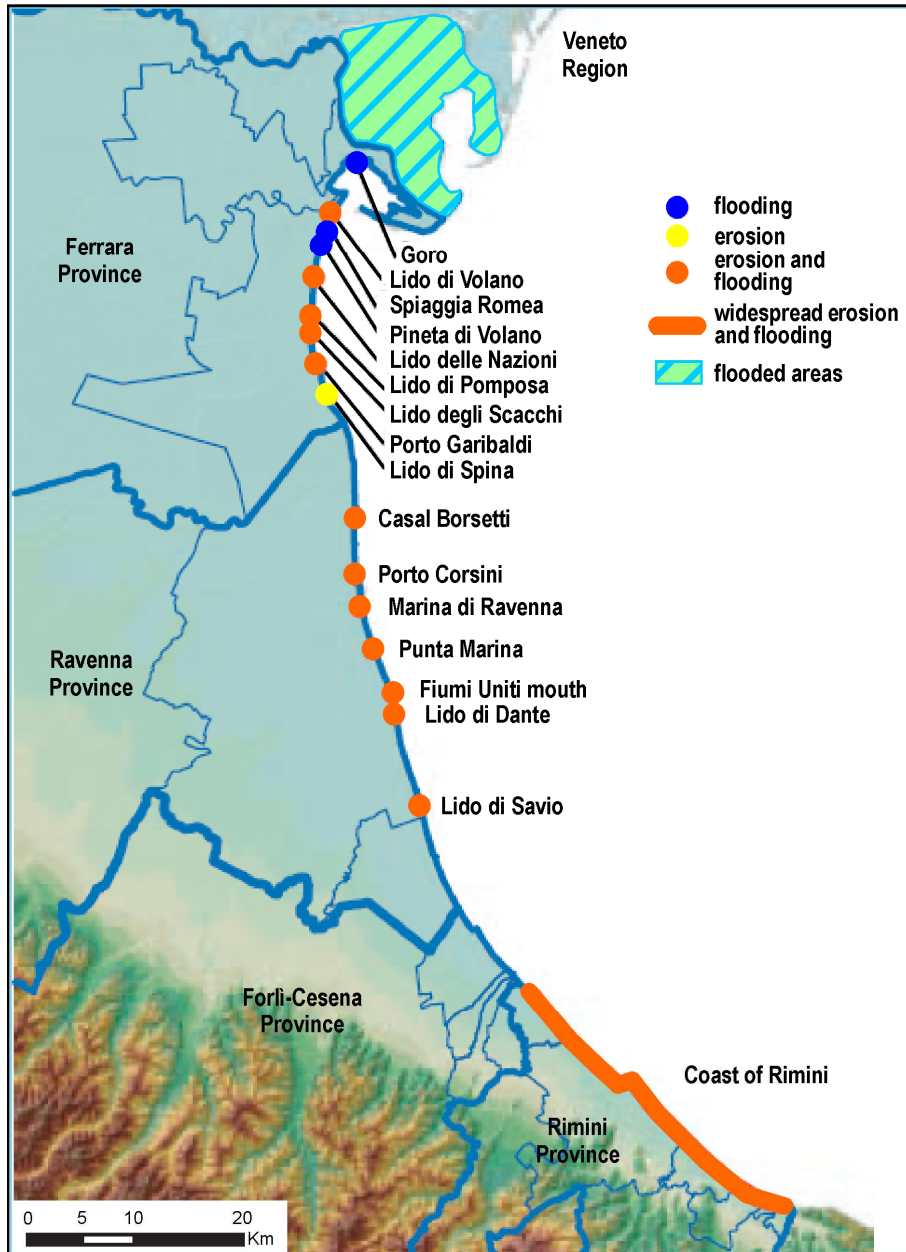 Veneto
Region
flooding
erosion
erosion and
flooding
widespread erosion
and flooding
flooded areas
Ferrara
Province
Goro
Lido di Volano
Spiaggia Romea
Pineta di Volano
Lido delle Nazioni
Lido di Pomposa
Lido degli Scacchi
Porto Garibaldi
Lido di Spina
Casal Borsetti
Porto Corsini
Marina di Ravenna
Punta Marina
Ravenna
Province
Fiumi Uniti mouth
Lido di Dante
Lido di Savio
Forlì-Cesena
Province
Coast of Rimini
Rimini
Province
0 5 10 20
Km